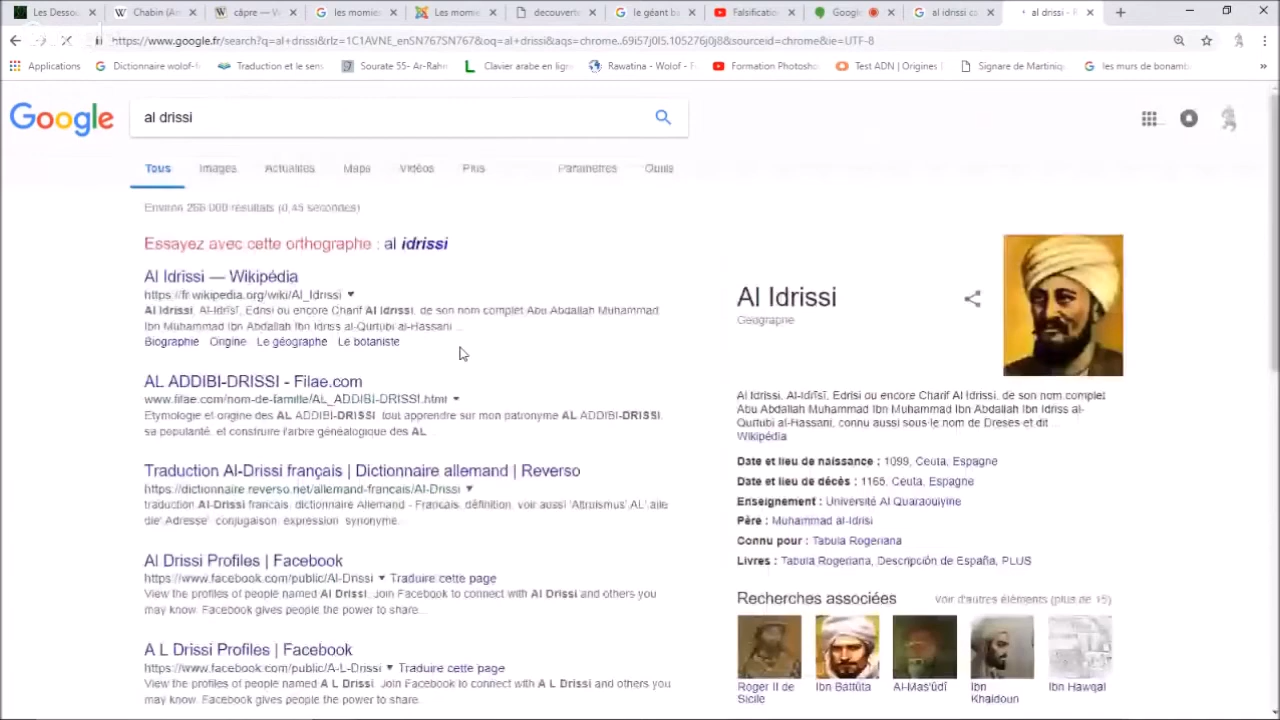 Les Dessou
Chabin (An
câpre — W
les momie
Les mome
decouverte
le géant ba
Falsification
Google
al idrissi c
al drissi - R
https://www.google.fr/search?q=al+drissi&rlz=1C1AVNE_enSN767SN767&oq=al+drissi&aqs=chrome..69i57j0l5.105276j0j8&sourceid=chrome&ie=UTF-8
Applications
Dictionnaire wolof-f
Traduction et le sens
Sourate 55- Ar-Rahn
Clavier arabe en lign
Rawatina - Wolof - F
Formation Photosho
Test ADN | Origines
Signare de Martiniq
les murs de bonamb
»
Google
al drissi
Tous Images Actualités Maps Vidéos Plus Paramètres Outils
Environ 266 000 résultats (0,45 secondes)
Essayez avec cette orthographe : al idrissi
Al Idrissi — Wikipédia
https://fr.wikipedia.org/wiki/Al_Idrissi
Al Idrissi, Al-Idrīsī, Edrisi ou encore Charif Al Idrissi, de son nom complet Abu Abdallah Muhammad
Ibn Muhammad Ibn Abdallah Ibn Idriss al-Qurtubi al-Hassani ...
Biographie Origine Le géographe Le botaniste
AL ADDIBI-DRISSI - Filae.com
www.filae.com/nom-de-famille/AL_ADDIBI-DRISSI.html
Etymologie et origine des AL ADDIBI-DRISSI, tout apprendre sur mon patronyme AL ADDIBI-DRISSI,
sa popularité, et construire l'arbre généalogique des AL ...
Traduction Al-Drissi français | Dictionnaire allemand | Reverso
https://dictionnaire.reverso.net/allemand-francais/Al-Drissi
traduction Al-Drissi francais, dictionnaire Allemand - Francais, définition, voir aussi 'Altruismus',AL',alle
die',Adresse' conjugaison, expression, synonyme...
Al Drissi Profiles | Facebook
https://www.facebook.com/public/Al-Drissi Traduire cette page
View the profiles of people named Al Drissi. Join Facebook to connect with Al Drissi and others you
may know. Facebook gives people the power to share...
A L Drissi Profiles | Facebook
https://www.facebook.com/public/A-L-Drissi Traduire cette page
View the profiles of people named A L Drissi. Join Facebook to connect with A L Drissi and others you
may know. Facebook gives people the power to share
Al Idrissi
Géographe
Al Idrissi, Al-Idrīsī, Edrisi ou encore Charif Al Idrissi, de son nom complet
Abu Abdallah Muhammad Ibn Muhammad Ibn Abdallah Ibn Idriss al-
Qurtubi al-Hassani, connu aussi sous le nom de Dreses et dit ...
Wikipédia
Date et lieu de naissance : 1099, Ceuta, Espagne
Date et lieu de décès : 1165, Ceuta, Espagne
Enseignement : Université Al Quaraouiyine
Père : Muhammad al-Idrisi
Connu pour : Tabula Rogeriana
Livres : Tabula Rogeriana, Descripción de España, PLUS
Recherches associées
Voir d'autres éléments (plus de 15)
Roger II de Sicile
Ibn Battûta
Al-Mas'ûdî
Ibn Khaldoun
Ibn Hawqal